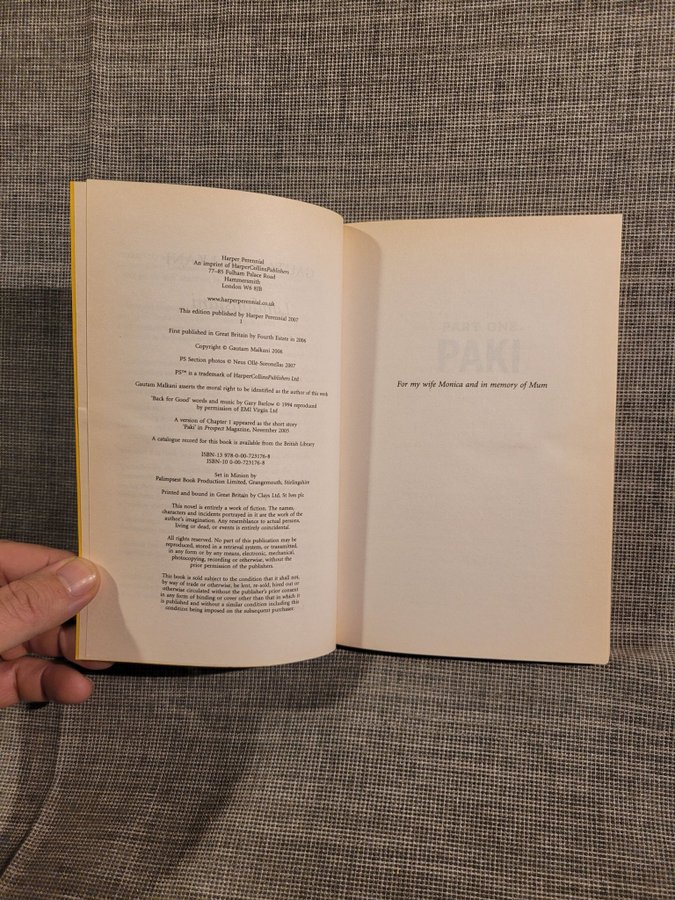 Harper Perennial
An imprint of HarperCollinsPublishers
77–85 Fulham Palace Road
Hammersmith
London W6 8JB
www.harperperennial.co.uk
This edition published by Harper Perennial 2007
1
First published in Great Britain by Fourth Estate in 2006
Copyright © Gautam Malkani 2006
PS Section photos © Neus Ollé Soronellas 2007
PS™ is a trademark of HarperCollinsPublishers Ltd
Gautam Malkani asserts the moral right to be identified as the author of this work
'Back for Good' words and music by Gary Barlow © 1994 reproduced
by permission of EMI Virgin Ltd
A version of Chapter 1 appeared as the short story
'Paki' in Prospect Magazine, November 2005
A catalogue record for this book is available from the British Library
ISBN-13 978-0-00-723176-8
ISBN-10 0-00-723176-8
Set in Minion by
Palimpsest Book Production Limited, Grangemouth, Stirlingshire
Printed and bound in Great Britain by Clays Ltd, St Ives plc
This novel is entirely a work of fiction. The names,
characters and incidents portrayed in it are the work of the
author's imagination. Any resemblance to actual persons,
living or dead, or events is entirely coincidental.
All rights reserved. No part of this publication may be
reproduced, stored in a retrieval system, or transmitted,
in any form or by any means, electronic, mechanical,
photocopying, recording or otherwise, without the
prior permission of the publishers.
This book is sold subject to the condition that it shall not,
by way of trade or otherwise, be lent, re-sold, hired out or
otherwise circulated without the publisher's prior consent
in any form of binding or cover other than that in which it
is published and without a similar condition including this
condition being imposed on the subsequent purchaser.
PAKI
For my wife Monica and in memory of Mum